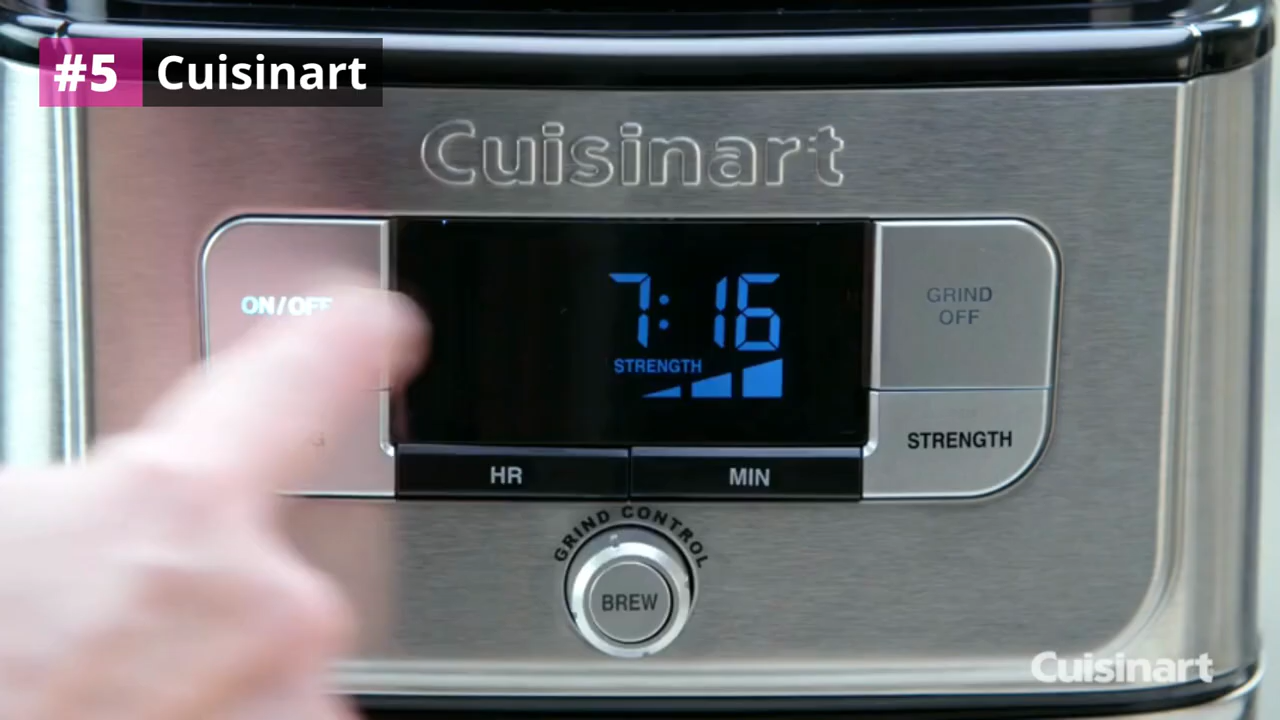 #5 Cuisinart
Cuisinart
7:16
STRENGTH
ON/OFF
GRIND
OFF
STRENGTH
HR
MIN
GRIND CONTROL
BREW
Cuisinart